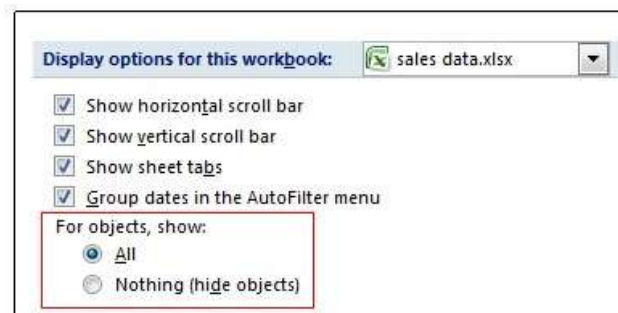 Display options for this workbook: sales data.xlsx
Show horizontal scroll bar
Show vertical scroll bar
Show sheet tabs
Group dates in the AutoFilter menu
For objects, show:
All
Nothing (hide objects)